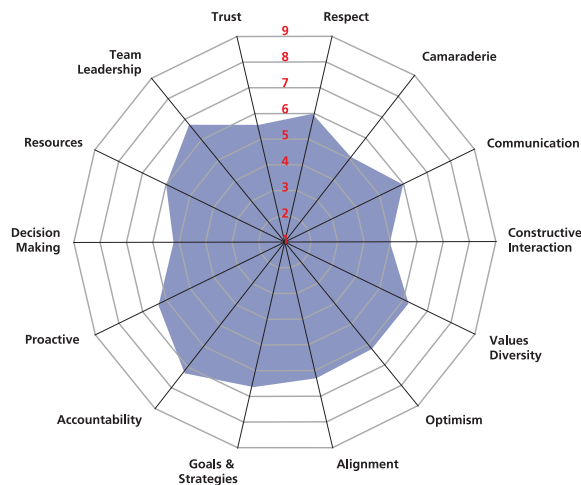 Trust
Respect
Camaraderie
Communication
Constructive
Interaction
Values
Diversity
Optimism
Alignment
Goals &
Strategies
Accountability
Proactive
Decision
Making
Resources
Team
Leadership
9
8
7
6
5
4
3
2